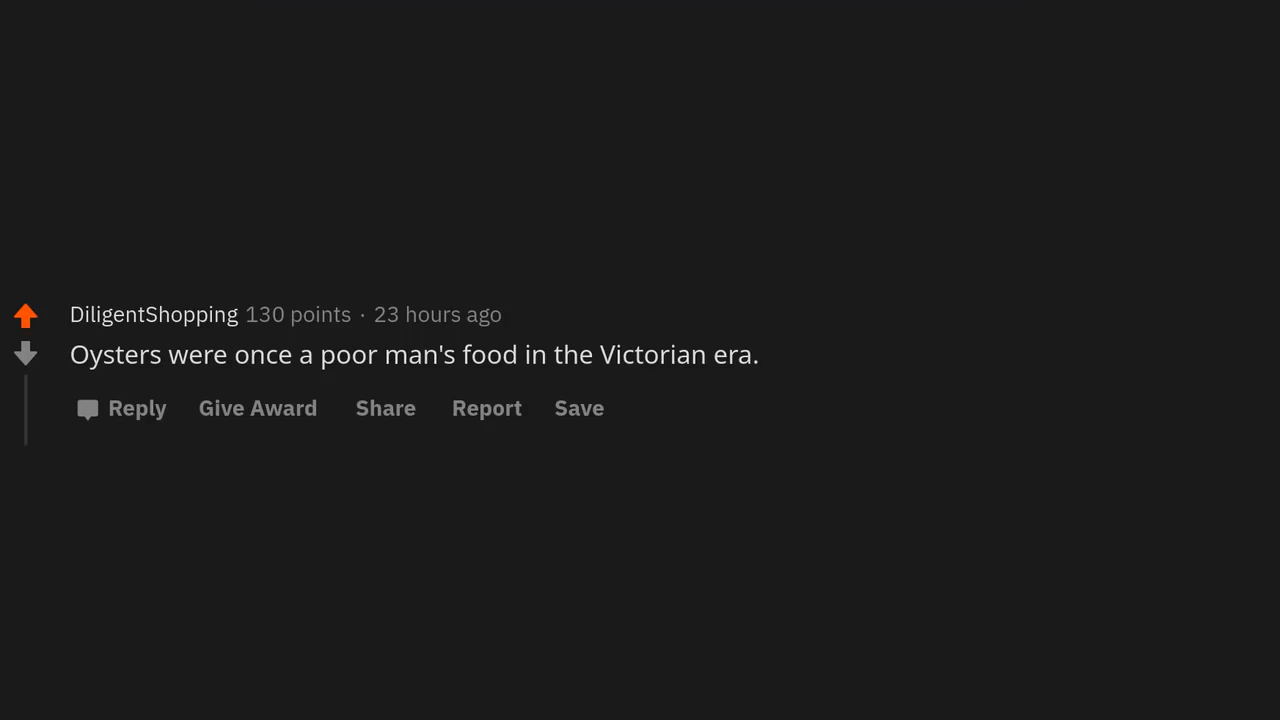 DiligentShopping 130 points · 23 hours ago
Oysters were once a poor man's food in the Victorian era.
Reply Give Award Share Report Save